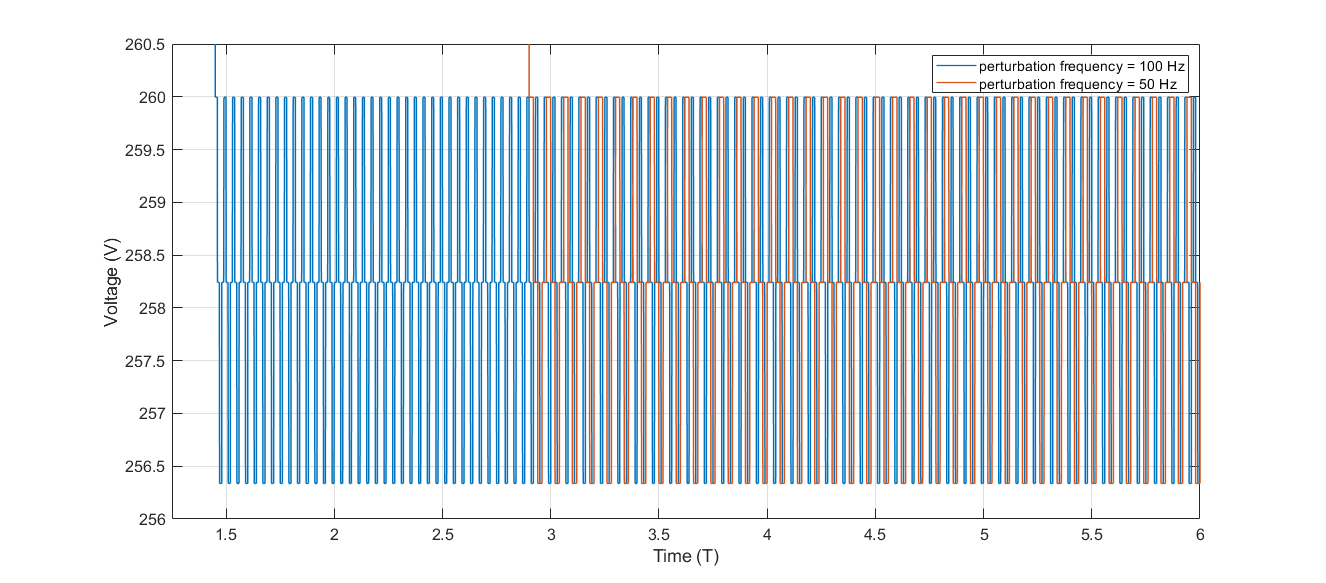 260.5
260
259.5
259
258.5
258
257.5
257
256.5
256
Voltage (V)
perturbation frequency = 100 Hz
perturbation frequency = 50 Hz
1.5 2 2.5 3 3.5 4 4.5 5 5.5 6
Time (T)